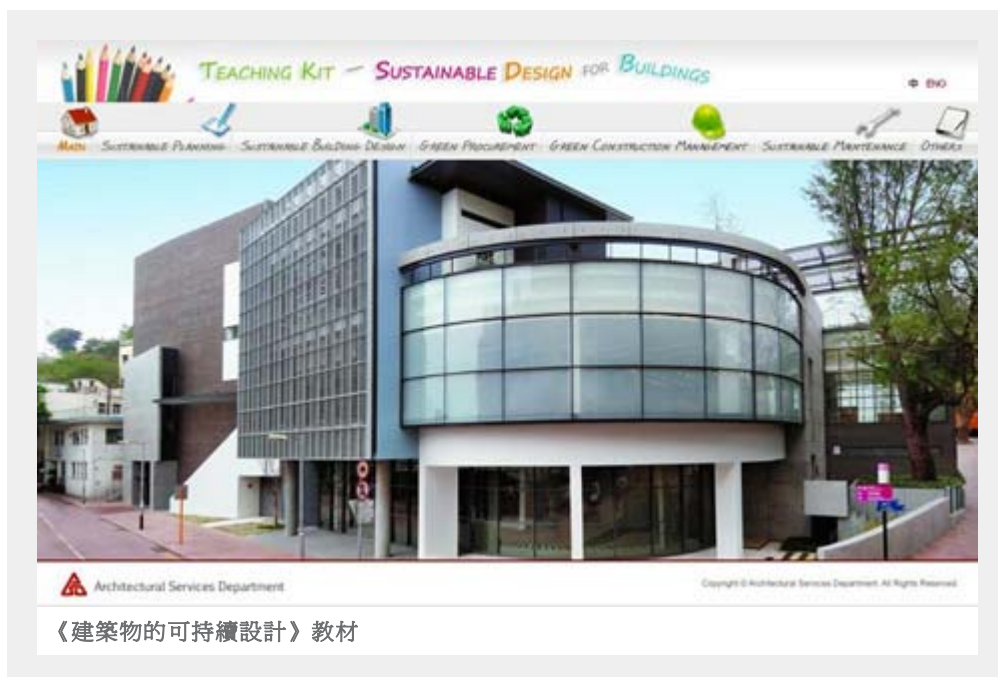 TEACHING KIT – SUSTAINABLE DESIGN FOR BUILDINGS
中 ENG
MAIN SUSTAINABLE PLANNING SUSTAINABLE BUILDING DESIGN GREEN PROCUREMENT GREEN CONSTRUCTION MANAGEMENT SUSTAINABLE MAINTENANCE OTHERS
Architectural Services Department
Copyright © Architectural Services Department. All Rights Reserved.
《建築物的可持續設計》教材